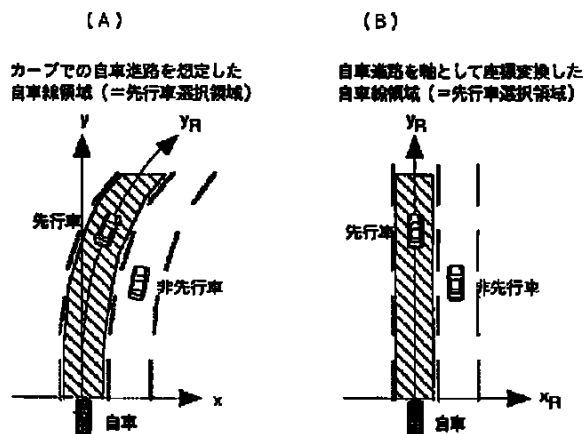 (A)
カーブでの自車進路を想定した
自車線領域（＝先行車選択領域）
y
yR
先行車
非先行車
x
自車
(B)
自車進路を軸として座標変換した
自車線領域（＝先行車選択領域）
yR
先行車
非先行車
xR
自車